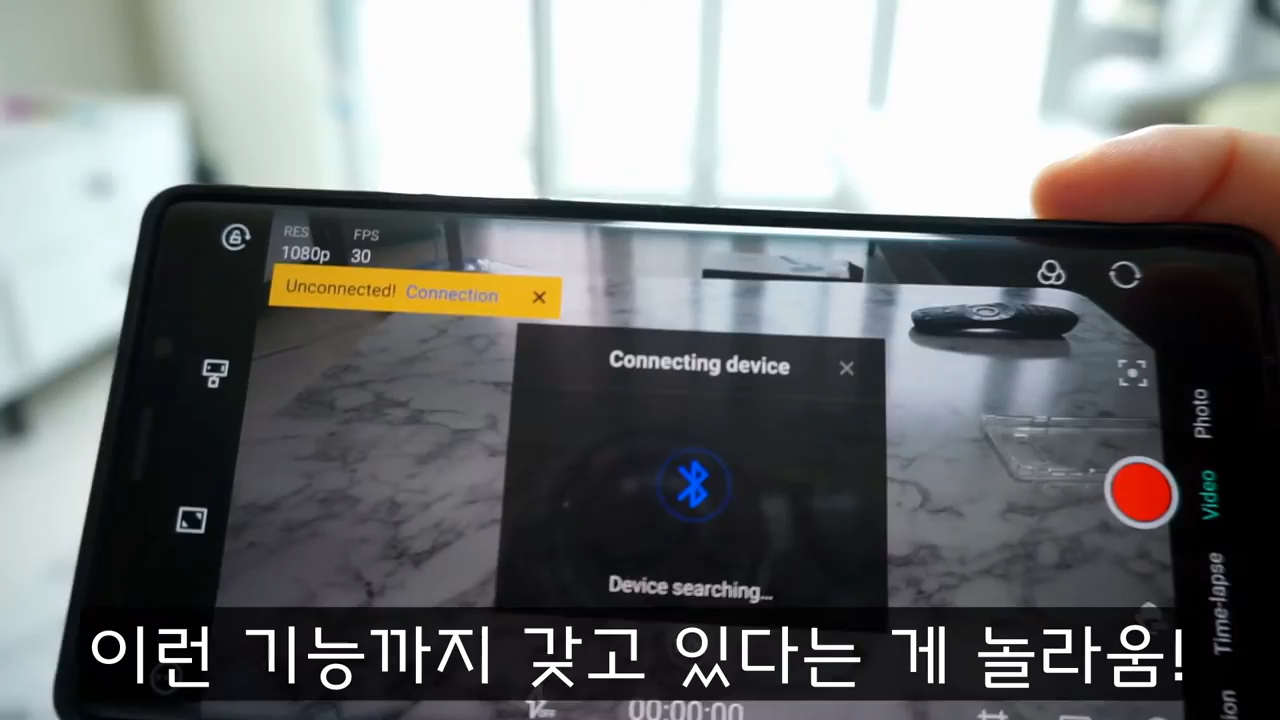 RES FPS
1080p 30
Unconnected! Connection
Connecting device
Photo
Video
Device searching...
Time-lapse
이런 기능까지 갖고 있다는 게 놀라움!
00:00:00